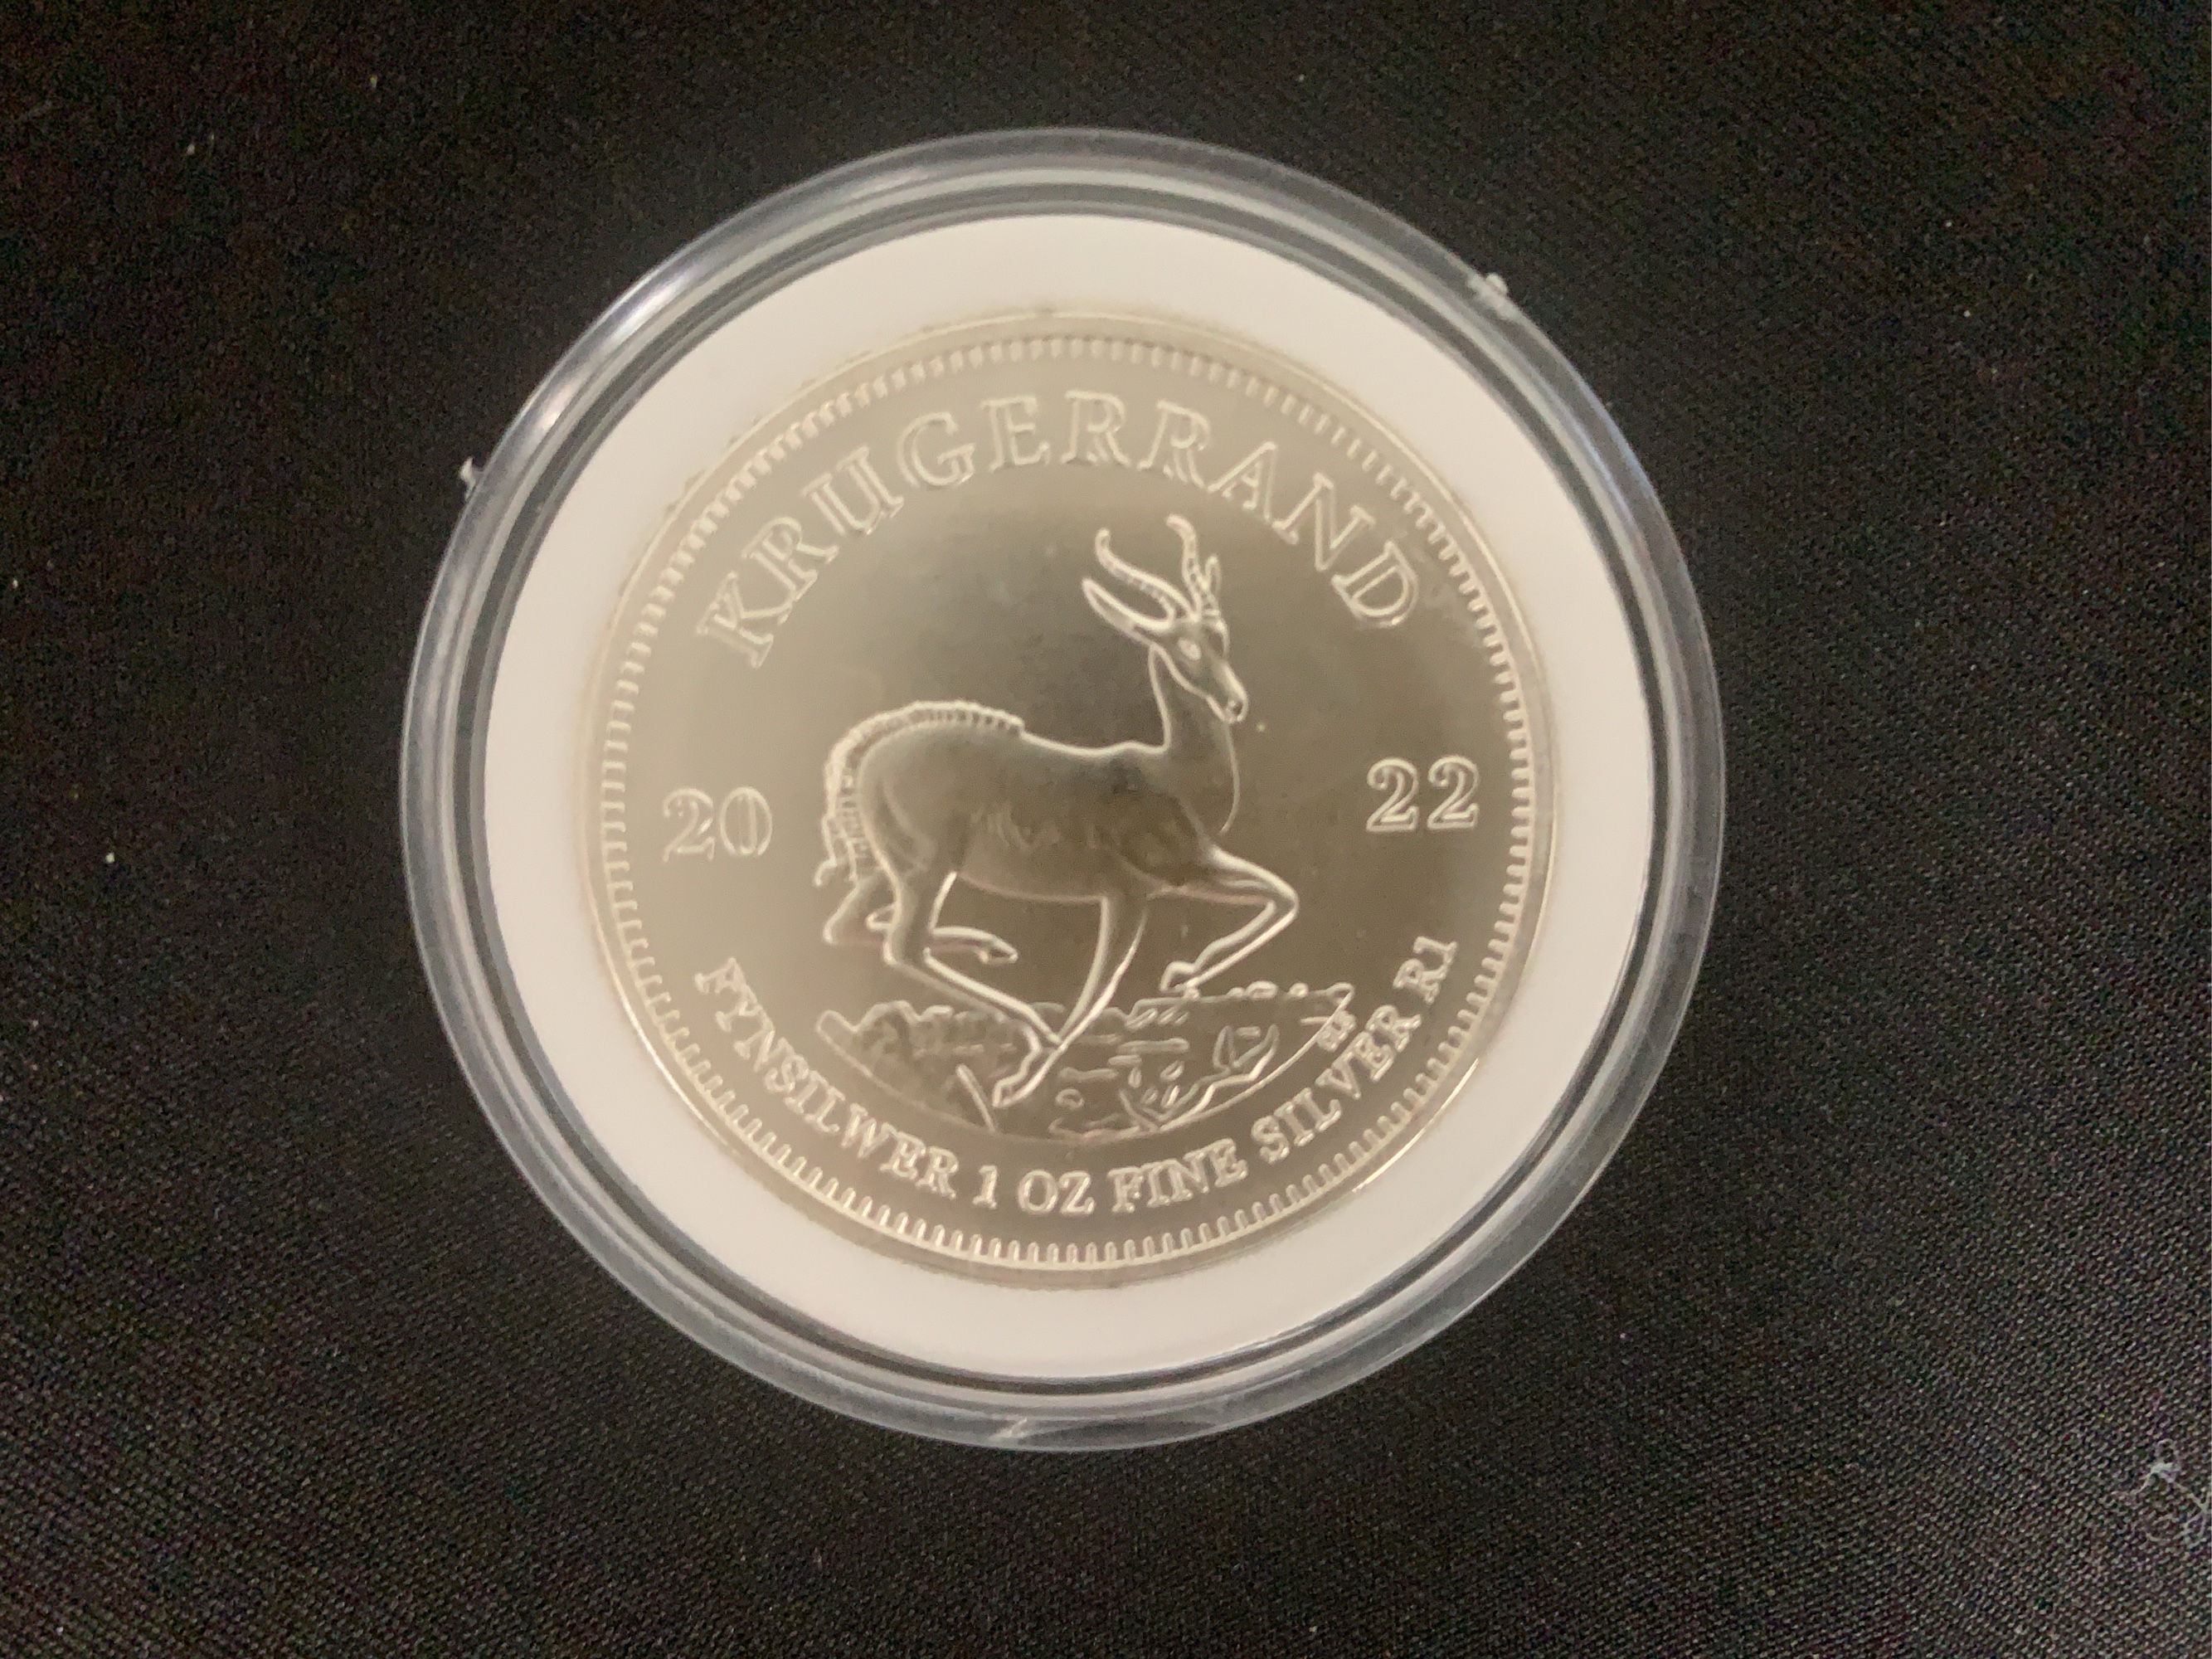 KRUGERRAND
20 22
FYNSILWER 1 OZ FINE SILVER R1